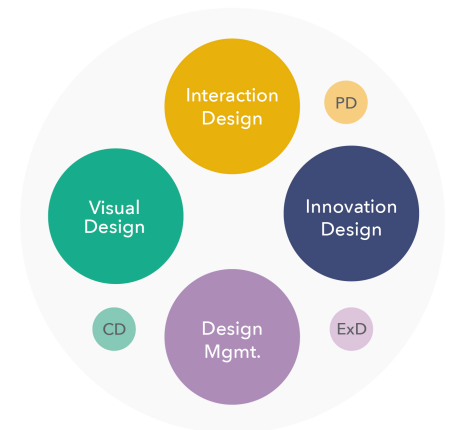 Interaction
Design
PD
Visual
Design
Innovation
Design
CD
Design
Mgmt.
ExD